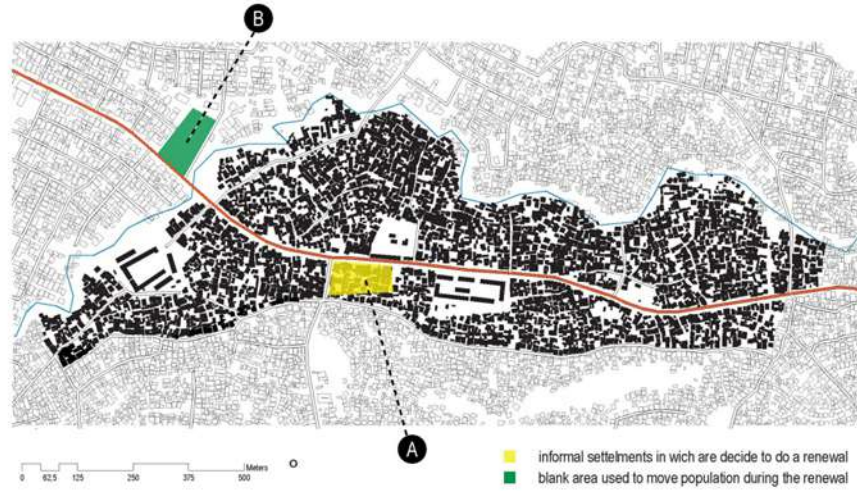 B
A
Meters
0 62,5 125 250 375 500
O
informal settelments in wich are decide to do a renewal
blank area used to move population during the renewal